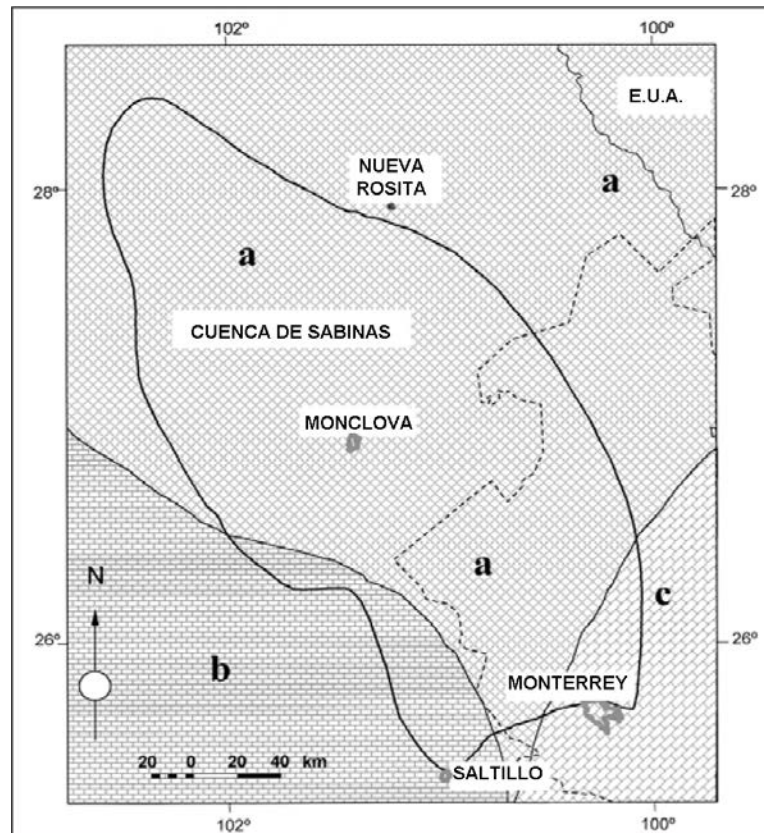 102º 100º
E.U.A.
NUEVA
ROSITA
28º 28º
a
a
CUENCA DE SABINAS
MONCLOVA
N
a
c
26º 26º
b
MONTERREY
20 0 20 40 km
SALTILLO
102º 100º